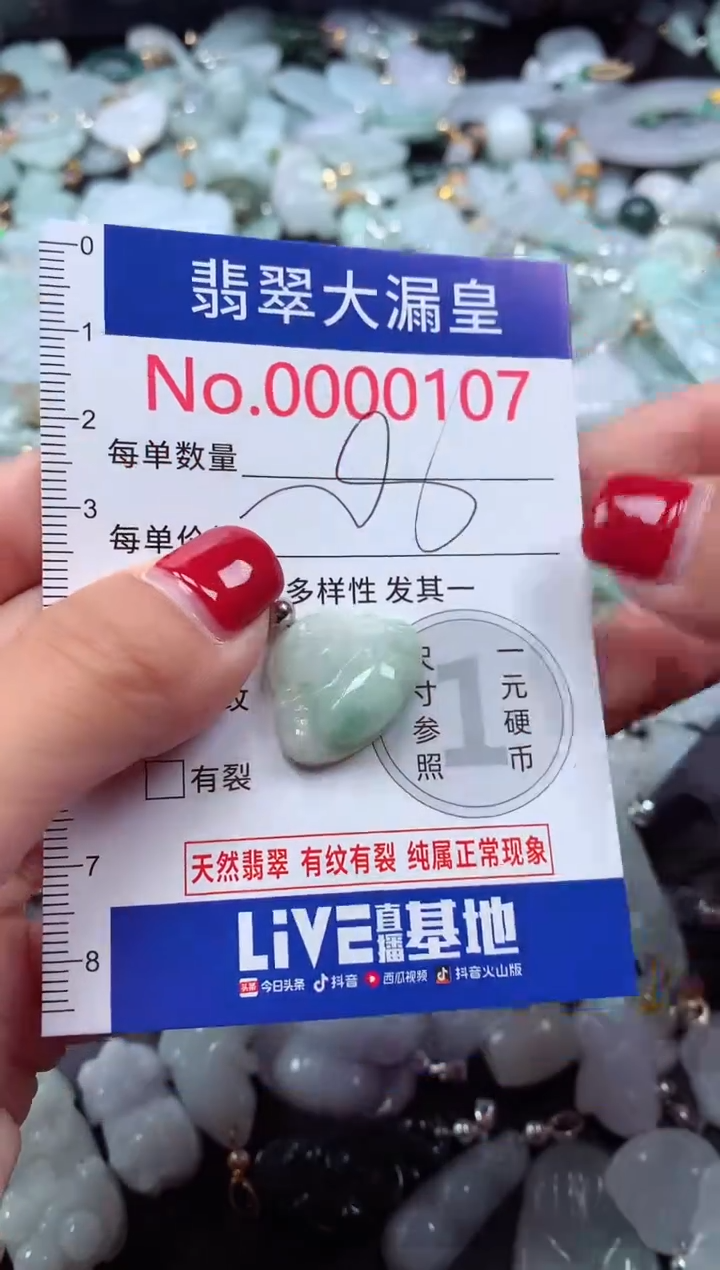 0
翡翠大漏皇
1
No.0000107
2
每单数量
3
每单价
多样性 发其一
尺寸参照
1
一元硬币
有裂
7
天然翡翠 有纹有裂 纯属正常现象
LiVE直播基地
8
头条 今日头条 抖音 西瓜视频 抖音火山版